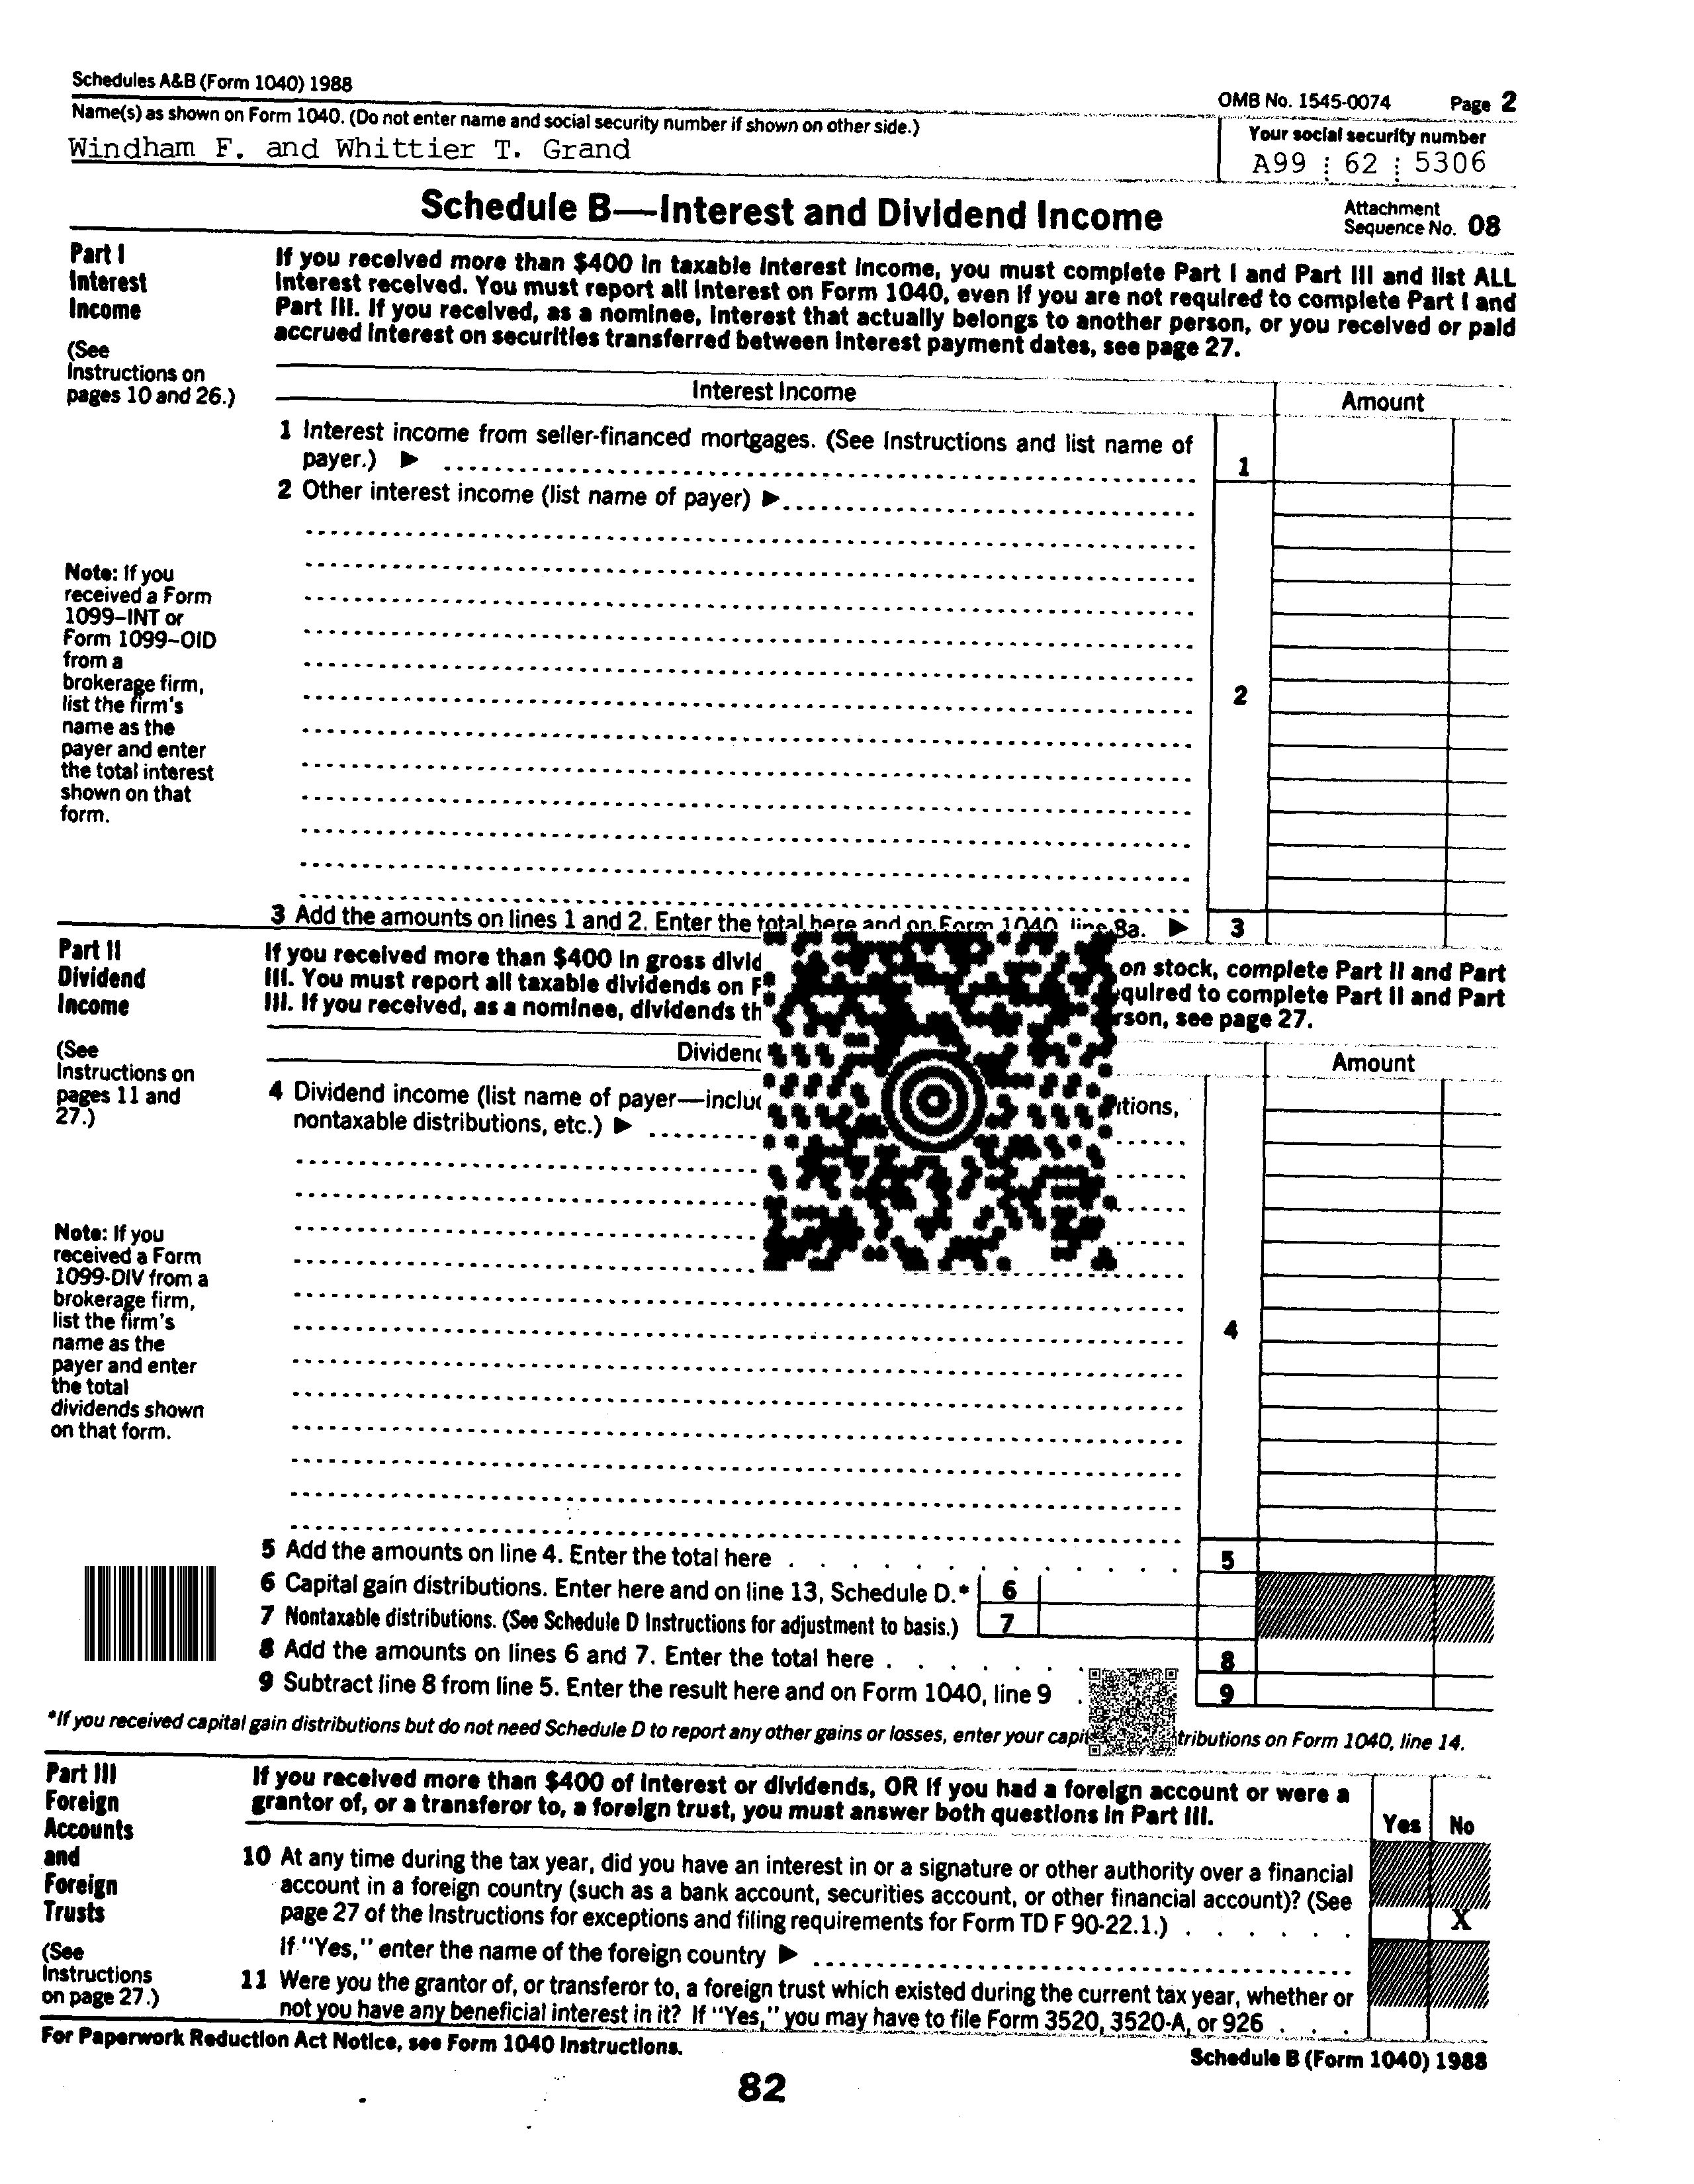 Schedules A&B (Form 1040) 1988
OMB No. 1545-0074 Page 2
Name(s) as shown on Form 1040. (Do not enter name and social security number if shown on other side.)
Your social security number
Windham F. and Whittier T. Grand
A99 62 5306
Schedule B—Interest and Dividend Income
Attachment
Sequence No. 08
Part I
Interest
Income
(See
Instructions on
pages 10 and 26.)
If you received more than $400 in taxable interest income, you must complete Part I and Part III and list ALL
interest received. You must report all interest on Form 1040, even if you are not required to complete Part I and
Part III. If you received, as a nominee, interest that actually belongs to another person, or you received or paid
accrued interest on securities transferred between interest payment dates, see page 27.
Interest Income
Amount
1 Interest income from seller-financed mortgages. (See Instructions and list name of
payer.) ▶
1
2 Other interest income (list name of payer) ▶
Note: If you
received a Form
1099–INT or
Form 1099–OID
from a
brokerage firm,
list the firm's
name as the
payer and enter
the total interest
shown on that
form.
2
3 Add the amounts on lines 1 and 2. Enter the total here and on Form 1040, line 8a. ▶ 3
Part II
Dividend
Income
(See
Instructions on
pages 11 and
27.)
If you received more than $400 in gross on stock, complete Part II and Part
III. You must report all taxable dividends on to complete Part II and Part
III. If you received, as a nominee, dividends see page 27.
Amount
4 Dividend income (list name of payer—
nontaxable distributions, etc.) ▶
Note: If you
received a Form
1099-DIV from a
brokerage firm,
list the firm's
name as the
payer and enter
the total
dividends shown
on that form.
4
5 Add the amounts on line 4. Enter the total here 5
6 Capital gain distributions. Enter here and on line 13, Schedule D.* 6
7 Nontaxable distributions. (See Schedule D Instructions for adjustment to basis.) 7
8 Add the amounts on lines 6 and 7. Enter the total here 8
9 Subtract line 8 from line 5. Enter the result here and on Form 1040, line 9 9
*If you received capital gain distributions but do not need Schedule D to report any other gains or losses, enter your on Form 1040, line 14.
Part III
Foreign
Accounts
and
Foreign
Trusts
(See
Instructions
on page 27.)
If you received more than $400 of interest or dividends, OR if you had a foreign account or were a
grantor of, or a transferor to, a foreign trust, you must answer both questions in Part III.
Yes No
10 At any time during the tax year, did you have an interest in or a signature or other authority over a financial
account in a foreign country (such as a bank account, securities account, or other financial account)? (See
page 27 of the Instructions for exceptions and filing requirements for Form TD F 90-22.1.)
X
If "Yes," enter the name of the foreign country ▶
11 Were you the grantor of, or transferor to, a foreign trust which existed during the current tax year, whether or
not you have any beneficial interest in it? If "Yes," you may have to file Form 3520, 3520-A, or 926
For Paperwork Reduction Act Notice, see Form 1040 Instructions.
Schedule B (Form 1040) 1988
82